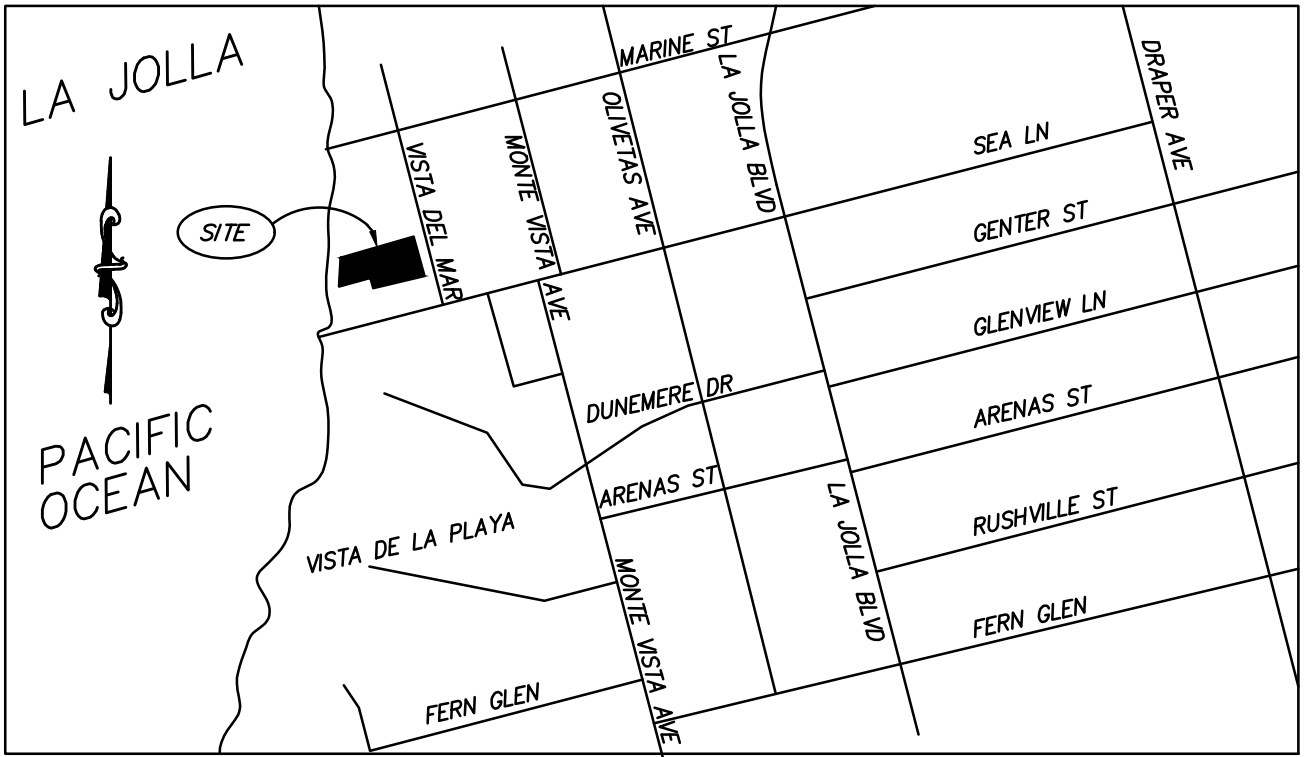 LA JOLLA
MARINE ST
LA JOLLA BLVD
DRAPER AVE
OLIVETAS AVE
MONTE VISTA AVE
VISTA DEL MAR
SEA LN
SITE
GENTER ST
GLENVIEW LN
DUNEMERE DR
ARENAS ST
PACIFIC
OCEAN
ARENAS ST
LA JOLLA BLVD
RUSHVILLE ST
VISTA DE LA PLAYA
MONTE VISTA AVE
FERN GLEN
FERN GLEN